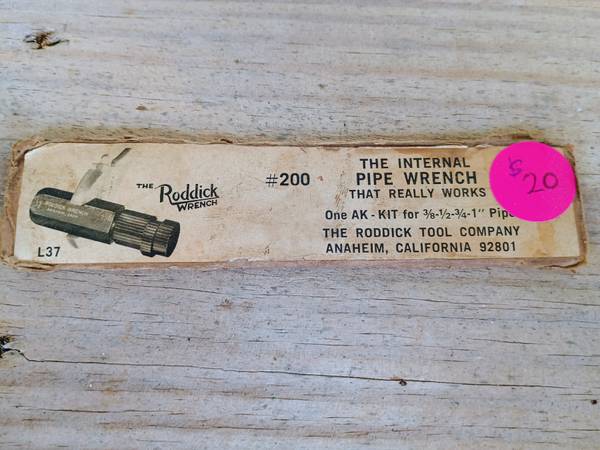 THE Roddick
WRENCH
L37
#200
THE INTERNAL
PIPE WRENCH
THAT REALLY WORKS
One AK-KIT for 3/8-1/2-3/4-1" Pipe
THE RODDICK TOOL COMPANY
ANAHEIM, CALIFORNIA 92801
$20